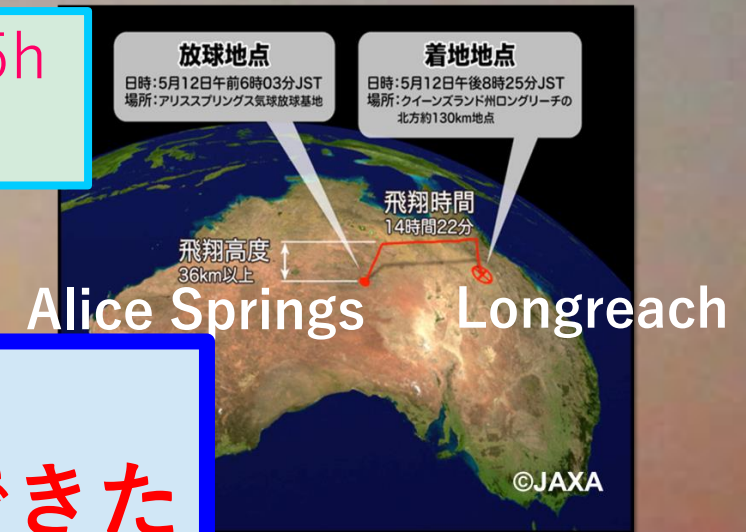 5h
放球地点
日時:5月12日午前6時03分JST
場所:アリススプリングス気球放球基地
着地地点
日時:5月12日午後8時25分JST
場所:クイーンズランド州ロングリーチの
北方約130km地点
飛翔時間
14時間22分
飛翔高度
36km以上
Alice Springs
Longreach
できた
©JAXA